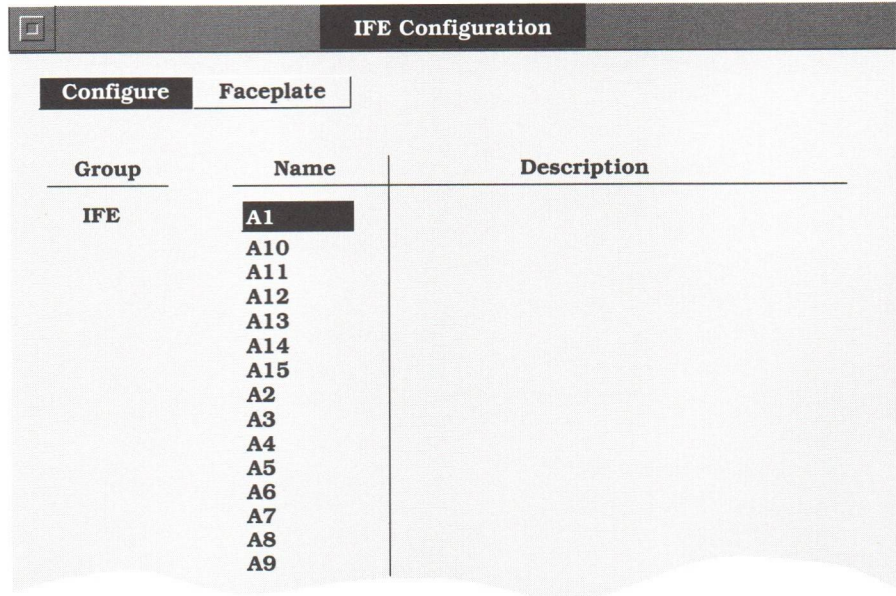 IFE Configuration
Configure Faceplate
Group Name Description
IFE A1
A10
A11
A12
A13
A14
A15
A2
A3
A4
A5
A6
A7
A8
A9